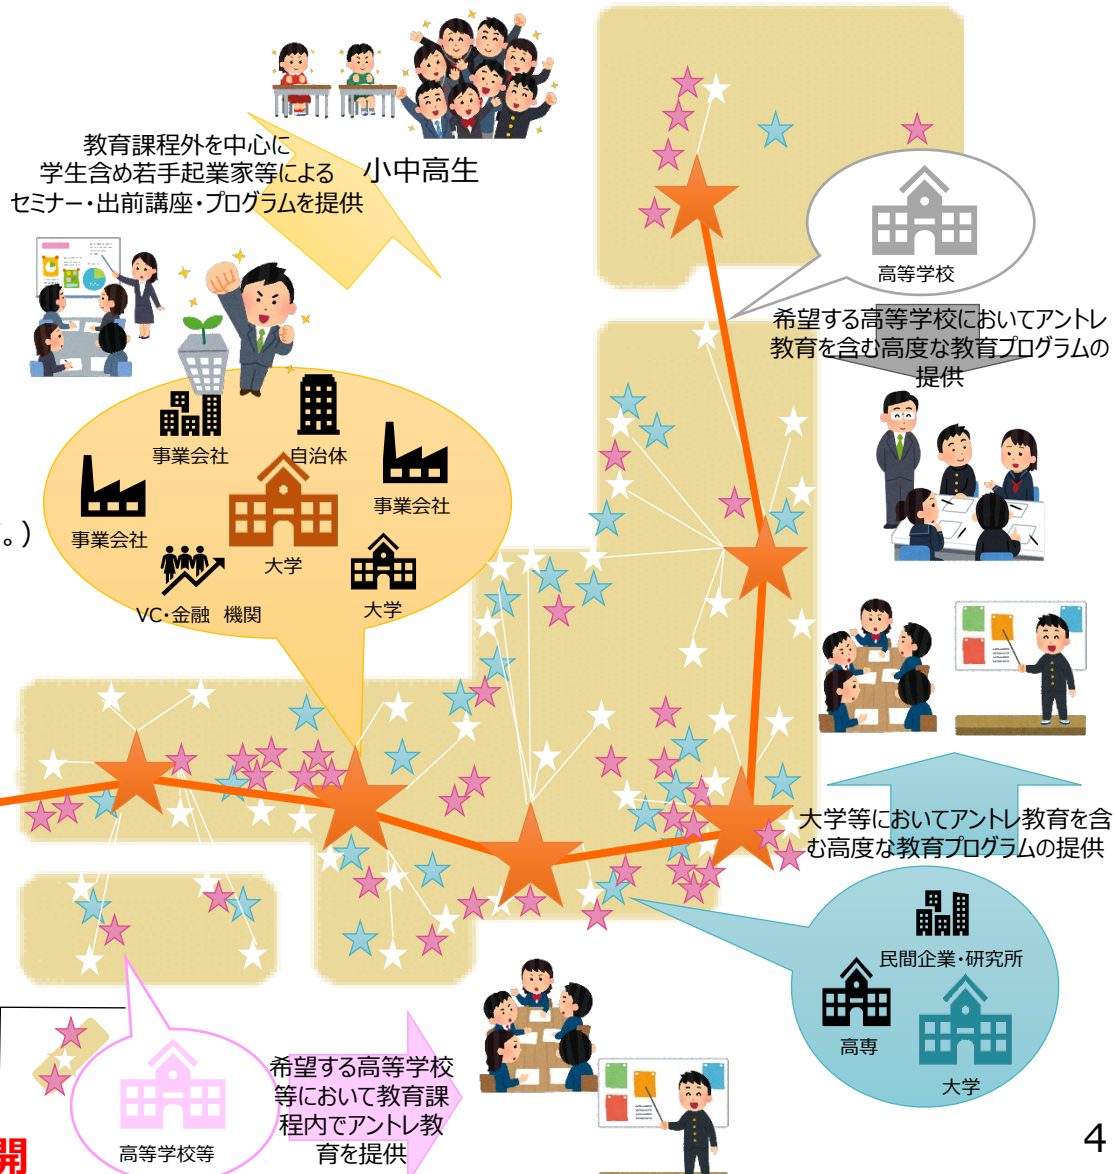 教育課程外を中心に
学生含め若手起業家等による
セミナー・出前講座・プログラムを提供
小中高生
高等学校
希望する高等学校においてアントレ
教育を含む高度な教育プログラムの
提供
事業会社
自治体
事業会社
事業会社
大学
VC・金融 機関
大学
。)
大学等においてアントレ教育を含
む高度な教育プログラムの提供
民間企業・研究所
高専
大学
高等学校等
希望する高等学校
等において教育課
程内でアントレ教
育を提供
開
4